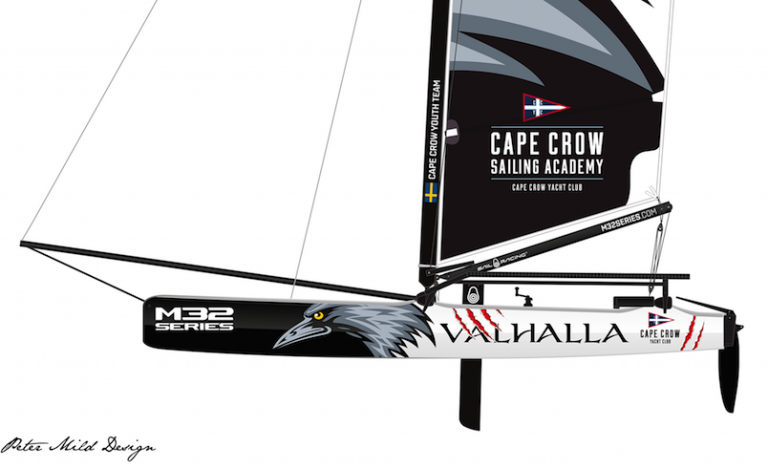 CAPE CROW YOUTH TEAM
CAPE CROW
SAILING ACADEMY
CAPE CROW YACHT CLUB
M32SERIES.COM
SAIL RACING
M32
SERIES
VALHALLA
CAPE CROW
YACHT CLUB
Peter Mild Design